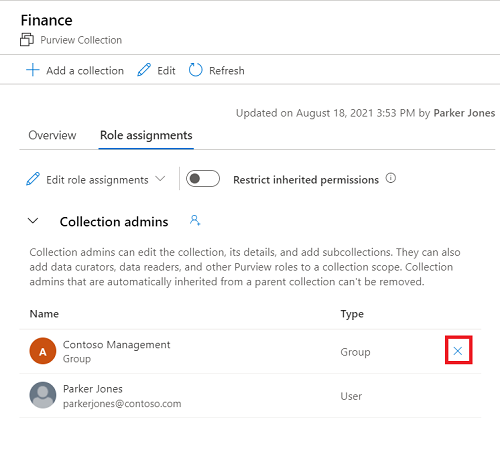 Finance
Purview Collection
Add a collection Edit Refresh
Updated on August 18, 2021 3:53 PM by Parker Jones
Overview Role assignments
Edit role assignments Restrict inherited permissions
Collection admins
Collection admins can edit the collection, its details, and add subcollections. They can also
add data curators, data readers, and other Purview roles to a collection scope. Collection
admins that are automatically inherited from a parent collection can't be removed.
Name Type
A Contoso Management Group
Group
Parker Jones User
parkerjones@contoso.com